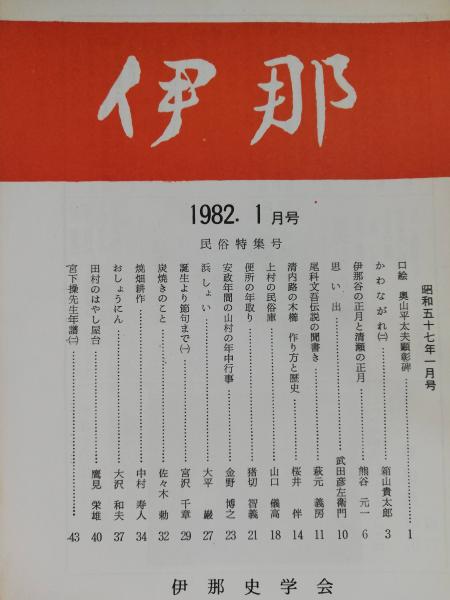 伊那
1982.1月号
民俗特集号
昭和五十七年一月号
口絵 奥山平太夫顕彰碑……1
かわながれ㈡……箱山貴太郎 3
伊那谷の正月と清瀬の正月……熊谷元一 6
思い出……武田彦左衛門 10
尾科文吾伝説の聞書き……萩元義房 11
清内路の木櫛 作り方と歴史……桜井伴 14
上村の民俗庫……山口儀高 18
便所の年取り……猪切智義 21
安政年間の山村の年中行事……金野博之 23
浜しょい……大平巌 27
誕生より節句まで㈠……宮沢千章 29
炭焼きのこと……佐々木勅 32
焼畑耕作……中村寿人 34
おしょうにん……大沢和夫 37
田村のはやし屋台……鷹見栄雄 40
宮下操先生年譜㈡……43
伊那史学会